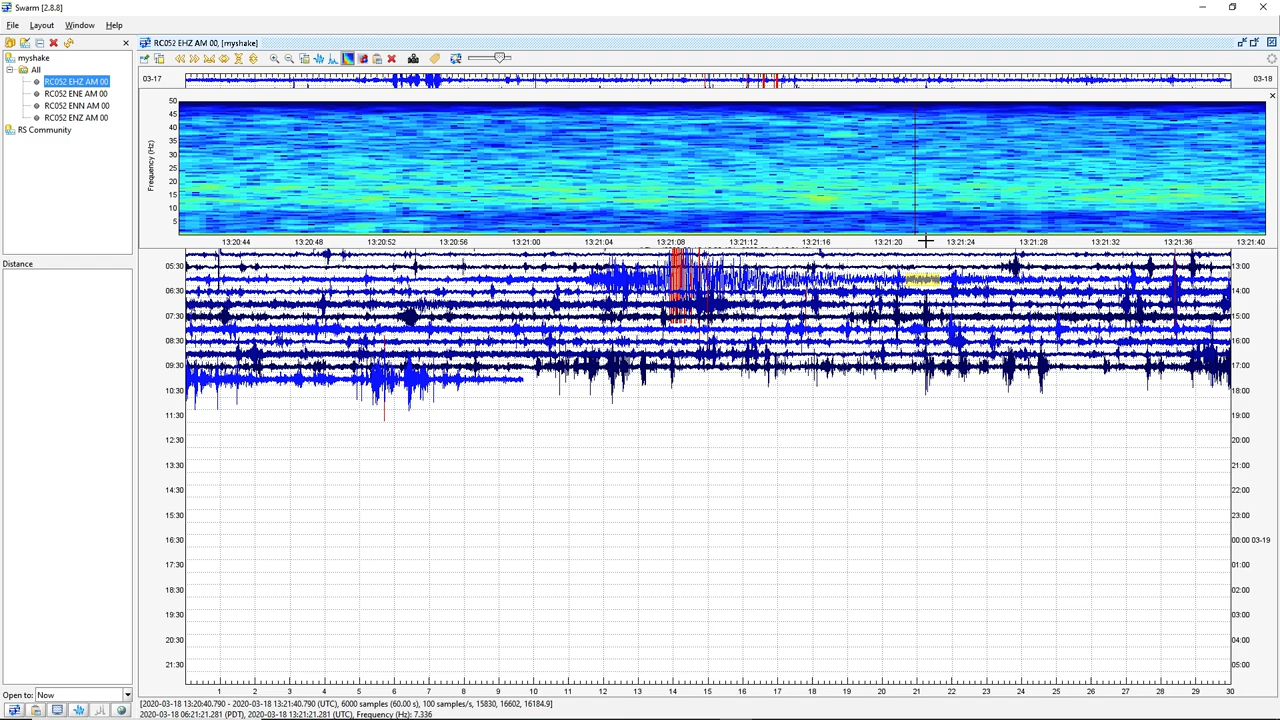 Swarm [2.8.8]
File Layout Window Help
myshake
All
RC052 EHZ AM 00
RC052 ENE AM 00
RC052 ENN AM 00
RC052 ENZ AM 00
RS Community
Distance
Open to: Now
RC052 EHZ AM 00, [myshake]
03-17 03-18
Frequency (Hz)
50
45
40
35
30
25
20
15
10
5
13:20:44 13:20:48 13:20:52 13:20:56 13:21:00 13:21:04 13:21:08 13:21:12 13:21:16 13:21:20 13:21:24 13:21:28 13:21:32 13:21:36 13:21:40
05:30 13:00
06:30 14:00
07:30 15:00
08:30 16:00
09:30 17:00
10:30 18:00
11:30 19:00
12:30 20:00
13:30 21:00
14:30 22:00
15:30 23:00
16:30 00:00 03-19
17:30 01:00
18:30 02:00
19:30 03:00
20:30 04:00
21:30 05:00
1 2 3 4 5 6 7 8 9 10 11 12 13 14 15 16 17 18 19 20 21 22 23 24 25 26 27 28 29 30
[2020-03-18 13:20:40.790 - 2020-03-18 13:21:40.790 (UTC), 6000 samples (60.00 s), 100 samples/s, 15830, 16602, 16184.9]
2020-03-18 06:21:21.281 (PDT), 2020-03-18 13:21:21.281 (UTC), Frequency (Hz): 7.336